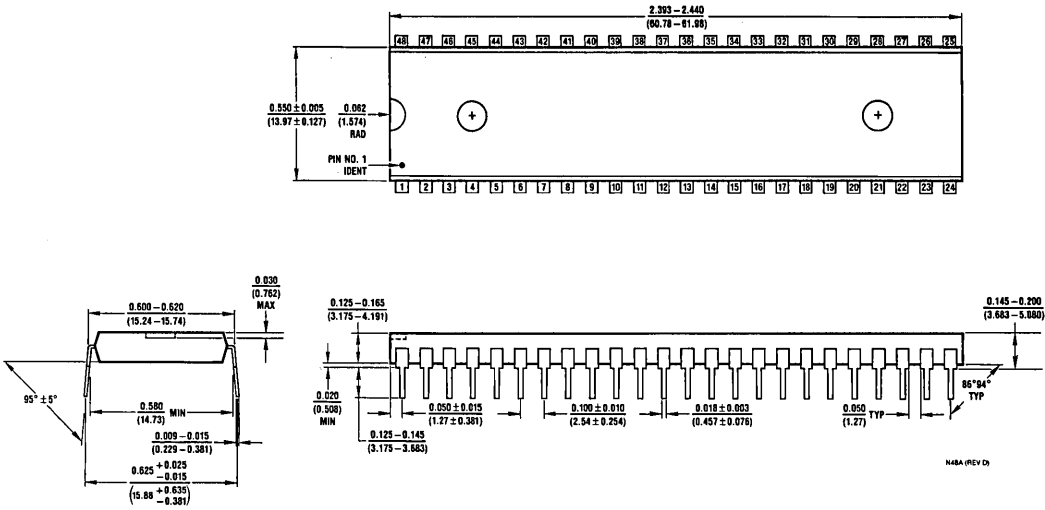 2.393 – 2.440
(60.78 – 61.98)
48 47 46 45 44 43 42 41 40 39 38 37 36 35 34 33 32 31 30 29 28 27 26 25
0.550 ± 0.005
(13.97 ± 0.127)
0.062
(1.574)
RAD
PIN NO. 1
IDENT
1 2 3 4 5 6 7 8 9 10 11 12 13 14 15 16 17 18 19 20 21 22 23 24
0.030
(0.762)
MAX
0.600 – 0.620
(15.24 – 15.74)
95° ± 5°
0.580
(14.73)
MIN
0.009 – 0.015
(0.229 – 0.381)
0.625 + 0.025
– 0.015
(15.88 + 0.635
– 0.381)
0.125 – 0.165
(3.175 – 4.191)
0.145 – 0.200
(3.683 – 5.080)
0.020
(0.508)
MIN
0.050 ± 0.015
(1.27 ± 0.381)
0.100 ± 0.010
(2.54 ± 0.254)
0.018 ± 0.003
(0.457 ± 0.076)
0.050
(1.27)
TYP
86°94°
TYP
0.125 – 0.145
(3.175 – 3.683)
N48A (REV D)